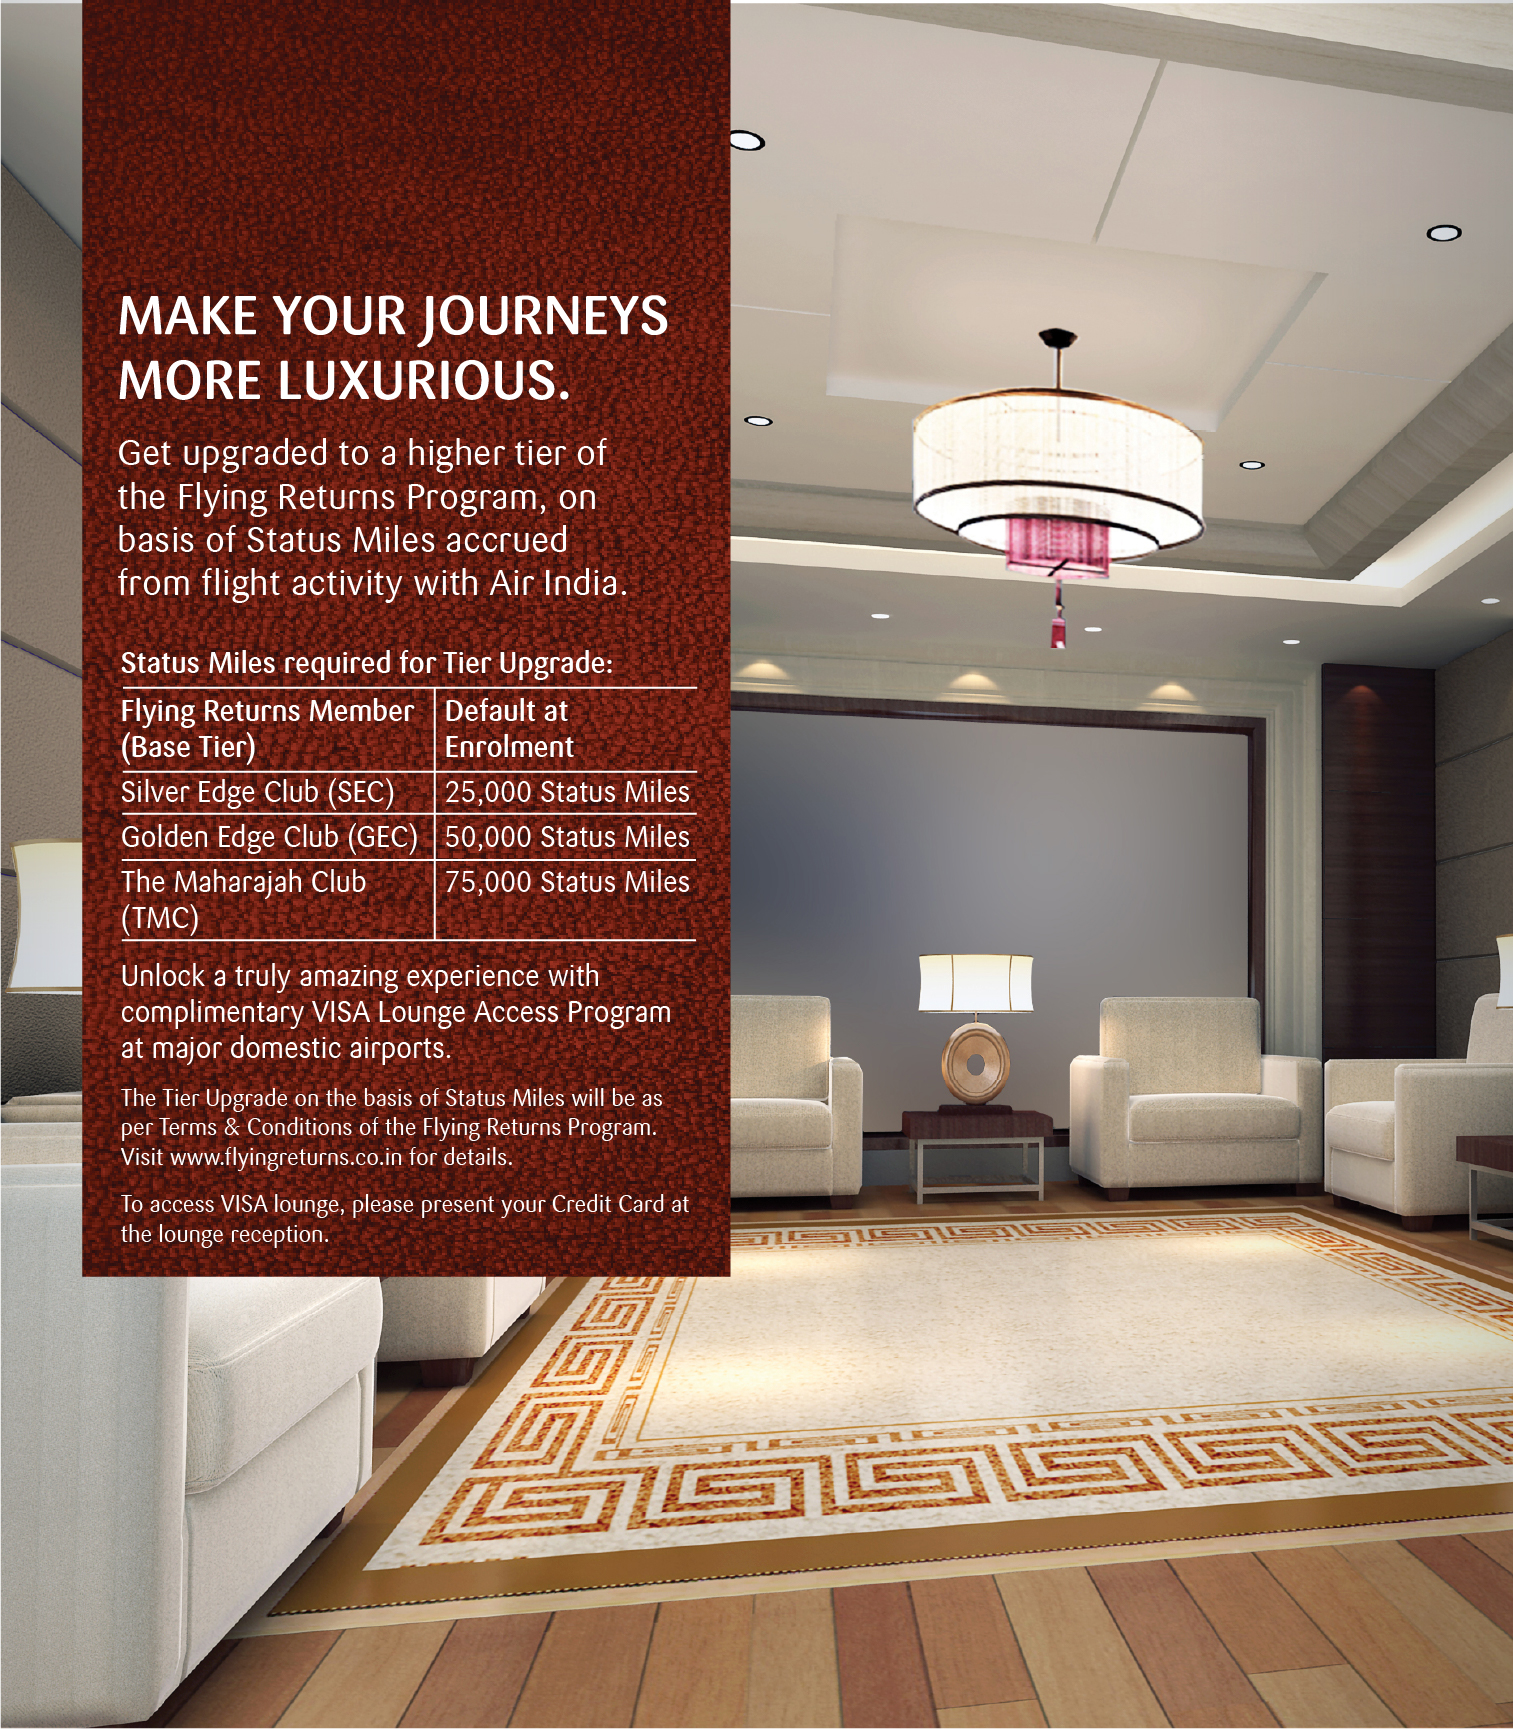 MAKE YOUR JOURNEYS
MORE LUXURIOUS.
Get upgraded to a higher tier of
the Flying Returns Program, on
basis of Status Miles accrued
from flight activity with Air India.
Status Miles required for Tier Upgrade:
Flying Returns Member
(Base Tier)
Default at
Enrolment
Silver Edge Club (SEC)
25,000 Status Miles
Golden Edge Club (GEC)
50,000 Status Miles
The Maharajah Club
(TMC)
75,000 Status Miles
Unlock a truly amazing experience with
complimentary VISA Lounge Access Program
at major domestic airports.
The Tier Upgrade on the basis of Status Miles will be as
per Terms & Conditions of the Flying Returns Program.
Visit www.flyingreturns.co.in for details.
To access VISA lounge, please present your Credit Card at
the lounge reception.